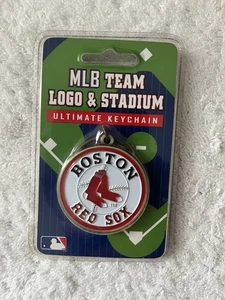 MLB TEAM
LOGO & STADIUM
ULTIMATE KEYCHAIN
BOSTON
RED SOX